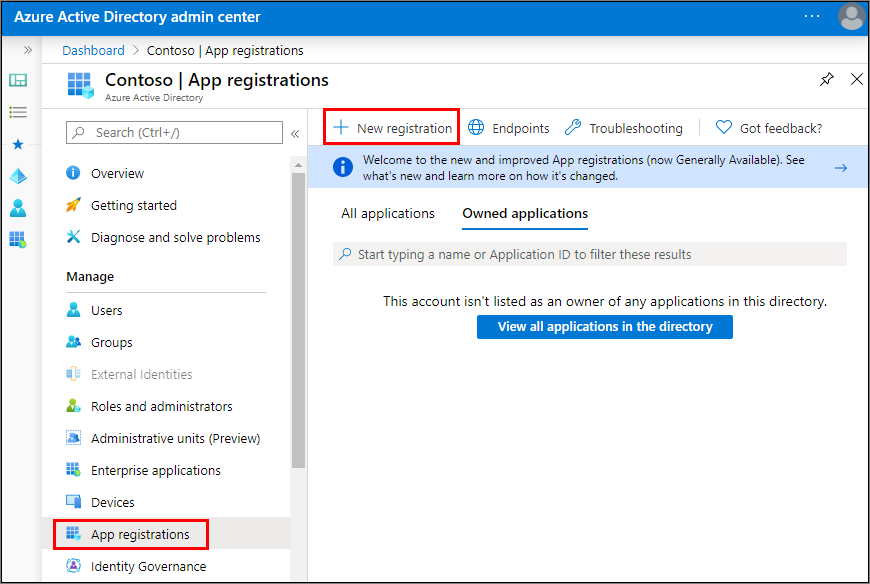 Azure Active Directory admin center
Dashboard > Contoso | App registrations
Contoso | App registrations
Azure Active Directory
Search (Ctrl+/)
Overview
Getting started
Diagnose and solve problems
Manage
Users
Groups
External Identities
Roles and administrators
Administrative units (Preview)
Enterprise applications
Devices
App registrations
Identity Governance
New registration
Endpoints
Troubleshooting
Got feedback?
Welcome to the new and improved App registrations (now Generally Available). See
what's new and learn more on how it's changed.
All applications
Owned applications
Start typing a name or Application ID to filter these results
This account isn't listed as an owner of any applications in this directory.
View all applications in the directory